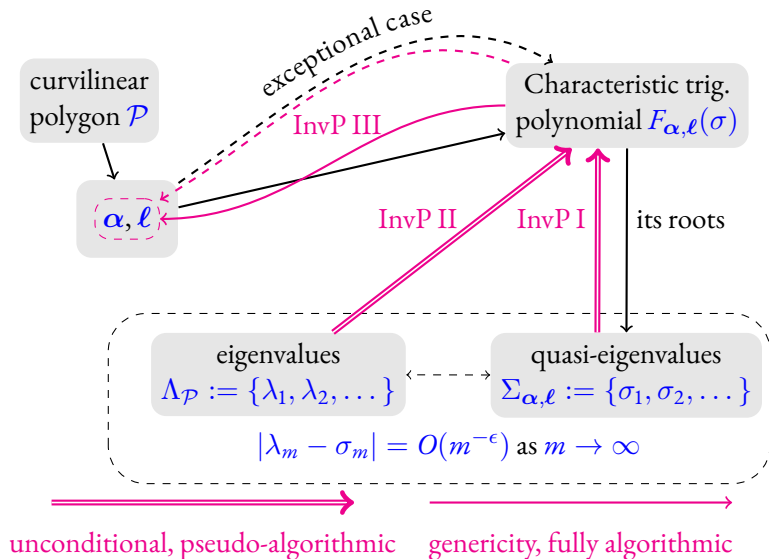 exceptional case
curvilinear
polygon 𝒫
Characteristic trig.
polynomial F_{α,ℓ}(σ)
InvP III
α, ℓ
InvP II
InvP I
its roots
eigenvalues
Λ_𝒫 := {λ₁, λ₂, . . . }
quasi-eigenvalues
Σ_{α,ℓ} := {σ₁, σ₂, . . . }
|λ_m − σ_m| = O(m^{−ϵ}) as m → ∞
unconditional, pseudo-algorithmic
genericity, fully algorithmic